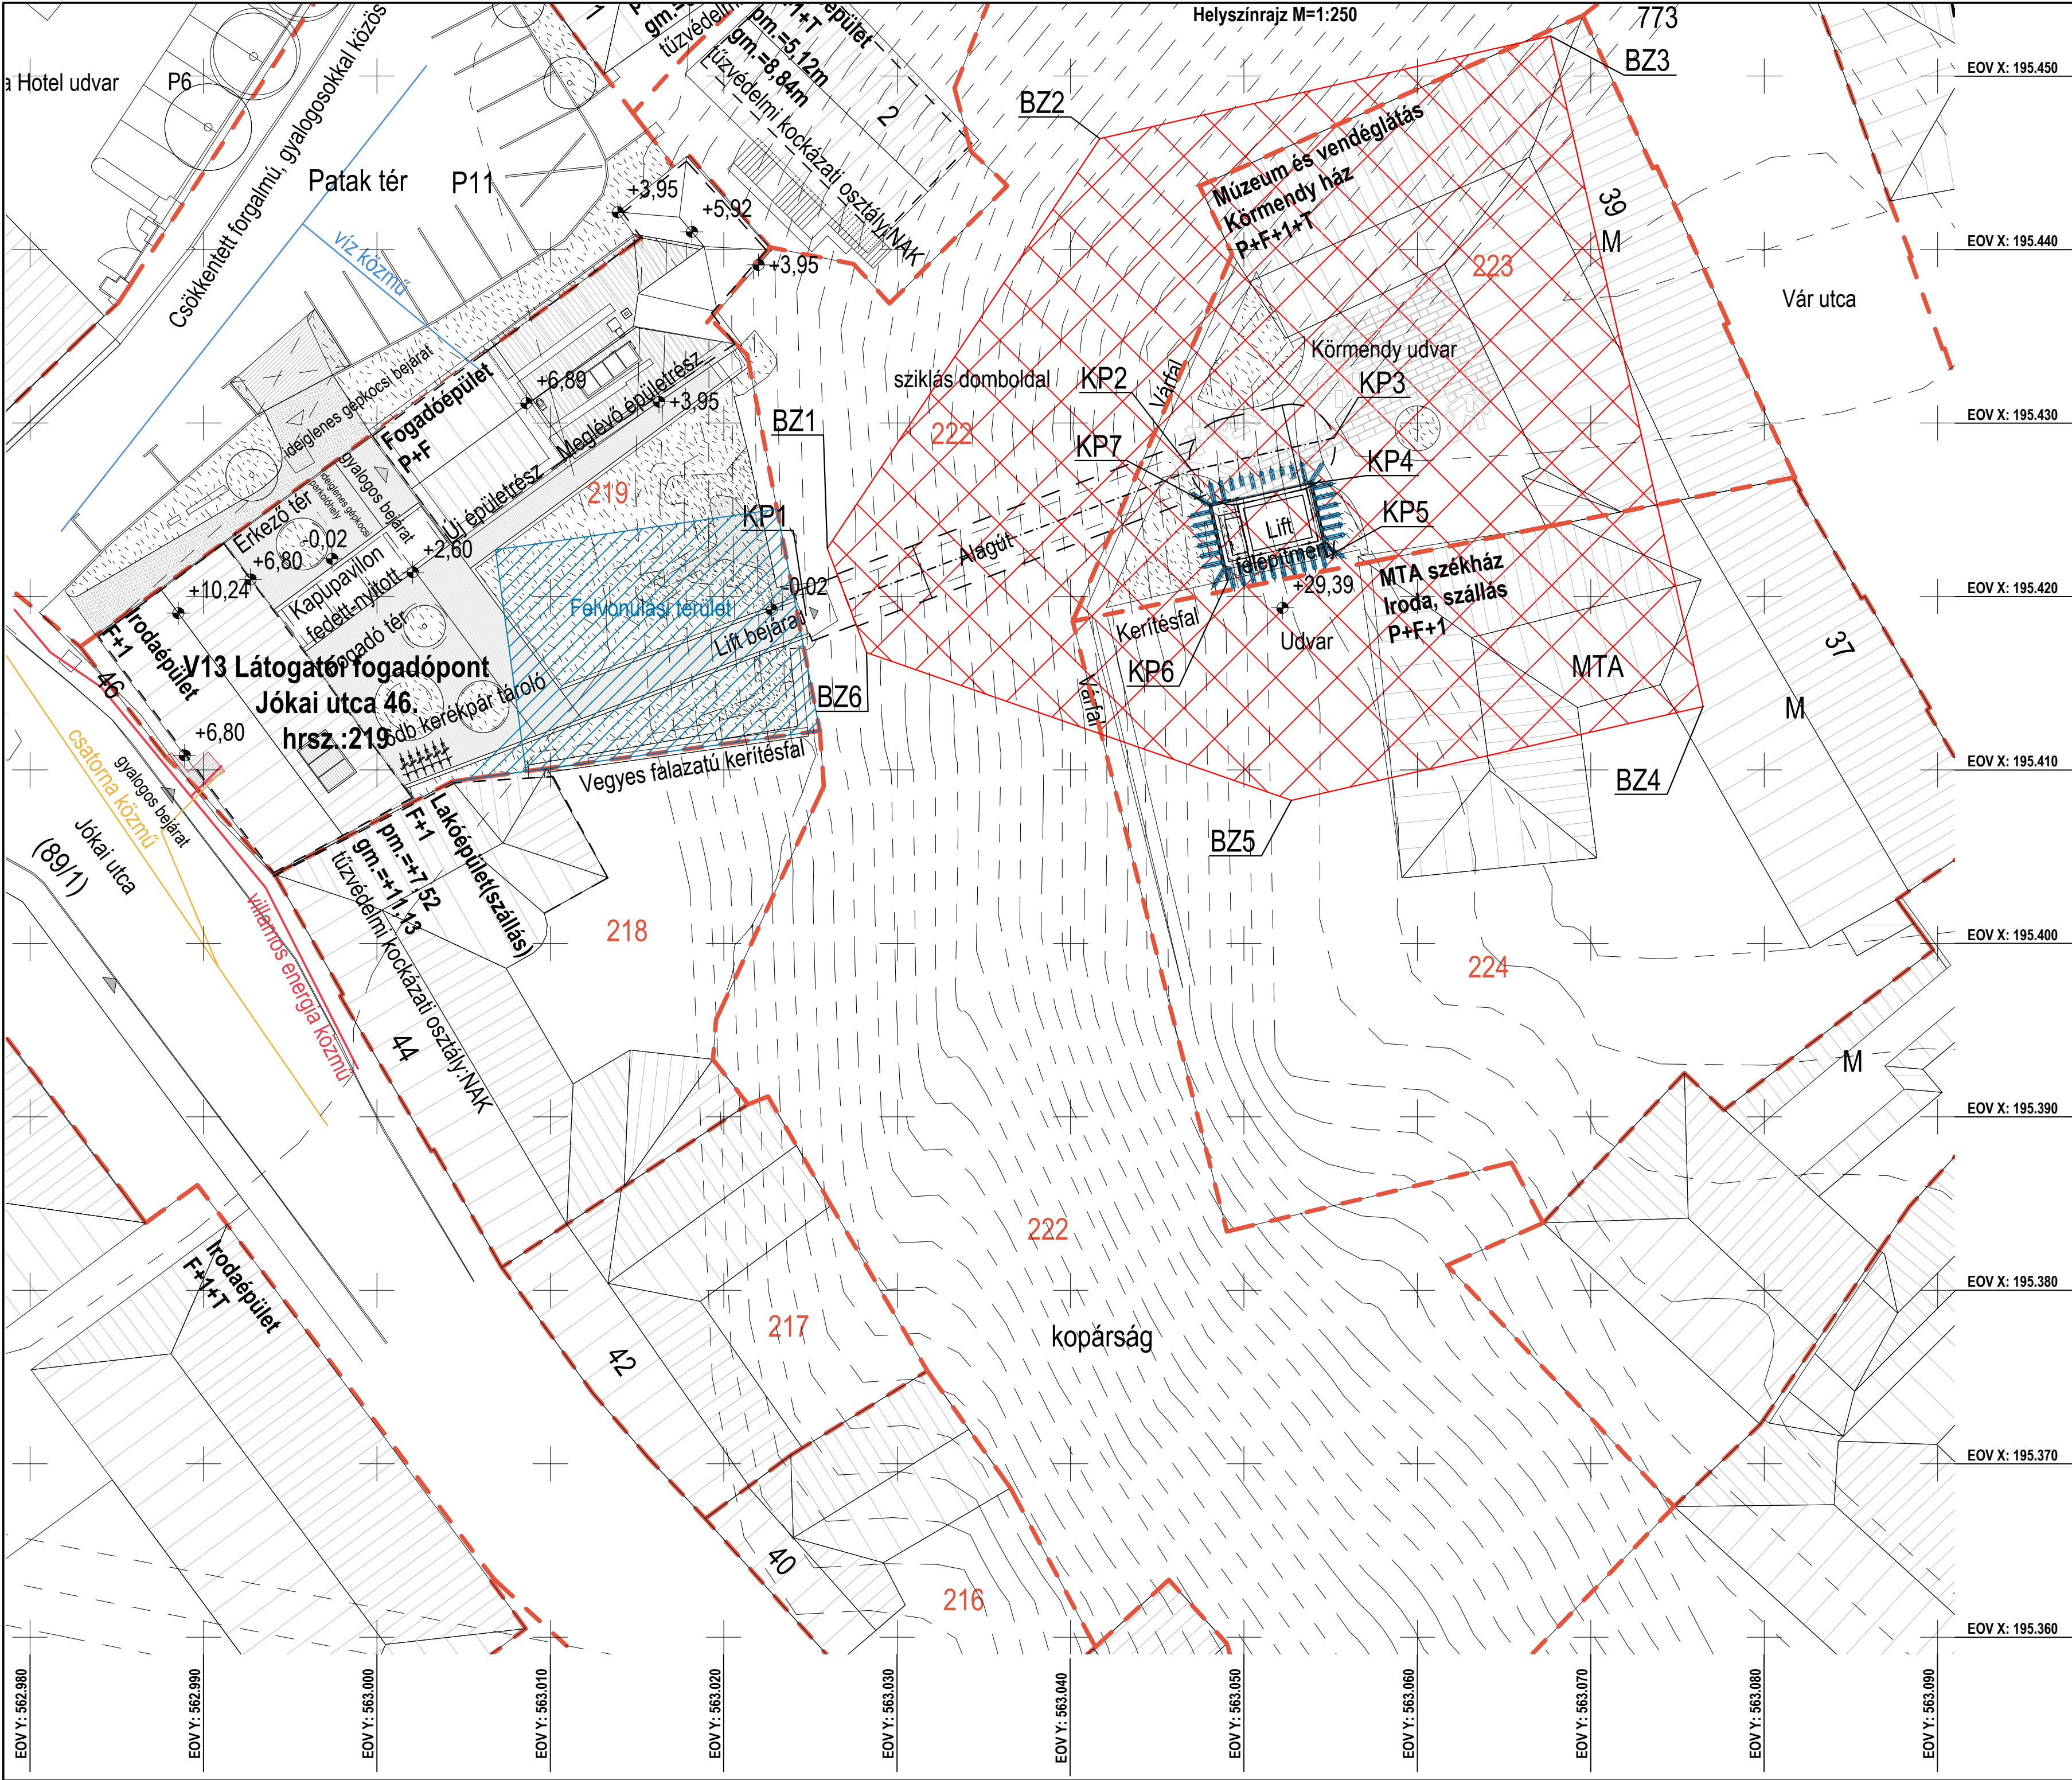 Helyszínrajz M=1:250
773
a Hotel udvar
P6
Csökkentett forgalmú, gyalogosokkal közös
Patak tér
P11
víz közmű
pm.=5,12m
gm.=8,84m
tűzvédelmi kockázati osztály:NAK
2
+3,95
+5,92
+3,95
BZ2
BZ3
Múzeum és vendéglátás
Körmendy ház
P+F+1+T
39
M
223
Vár utca
Körmendy udvar
sziklás domboldal
Várfal
KP2
KP3
KP7
KP4
KP5
Lift
felépítmény
+29,39
222
BZ1
KP1
ideiglenes gépkocsi bejárat
Fogadóépület
P+F
+6,89
+3,95
Meglévő épületrész
Új épületrész
219
gyalogos bejárat
ideiglenes gépkocsi
parkolóhely
Érkező tér
-0,02
+6,80
+2,60
+10,24
Kapupavilon
fedett-nyitott
Fogadó tér
Felvonulási terület
Lift bejárat
-0,02
Alagút
Irodaépület
F+1
46
V13 Látogatói fogadópont
Jókai utca 46.
hrsz.:219
6db kerékpár tároló
+6,80
BZ6
Vegyes falazatú kerítésfal
Kerítésfal
KP6
Várfal
Udvar
MTA székház
Iroda, szállás
P+F+1
MTA
37
M
BZ4
BZ5
csatorna közmű
gyalogos bejárat
Jókai utca
(89/1)
villamos energia közmű
Lakóépület(szállás)
F+1
pm.=+7,52
gm.=+11,13
tűzvédelmi kockázati osztály:NAK
218
224
44
M
222
Irodaépület
F+1+T
217
kopárság
42
40
216
EOV X: 195.450
EOV X: 195.440
EOV X: 195.430
EOV X: 195.420
EOV X: 195.410
EOV X: 195.400
EOV X: 195.390
EOV X: 195.380
EOV X: 195.370
EOV X: 195.360
EOV Y: 562.980
EOV Y: 562.990
EOV Y: 563.000
EOV Y: 563.010
EOV Y: 563.020
EOV Y: 563.030
EOV Y: 563.040
EOV Y: 563.050
EOV Y: 563.060
EOV Y: 563.070
EOV Y: 563.080
EOV Y: 563.090